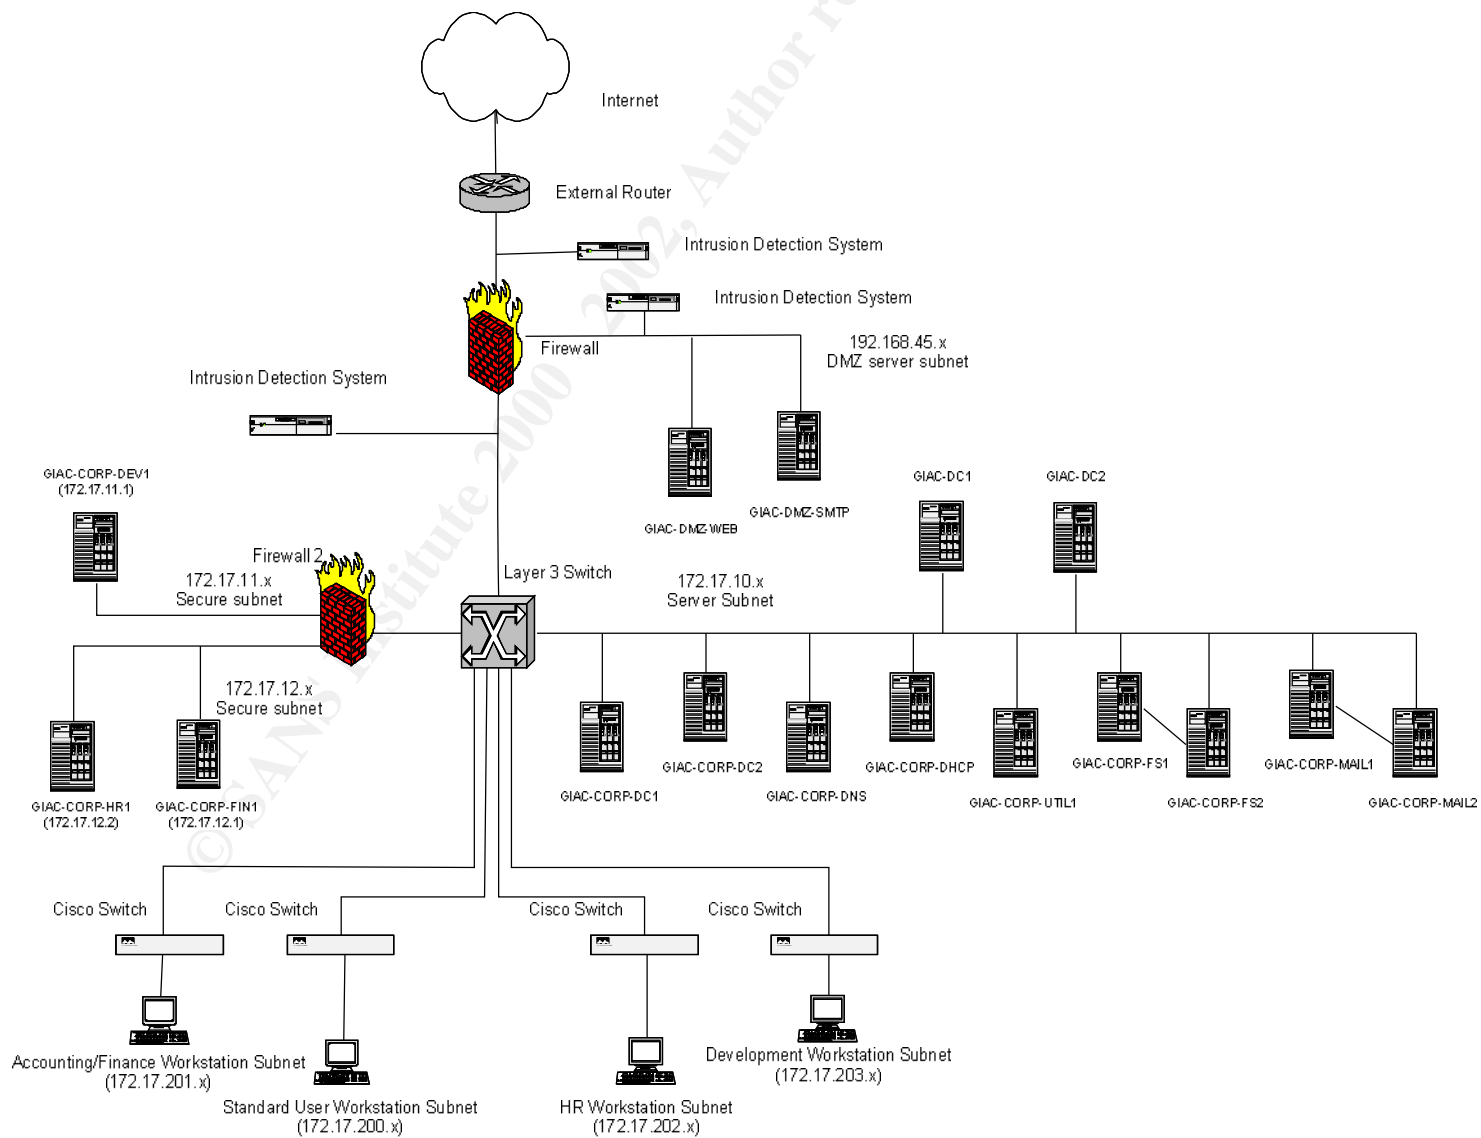 Internet
External Router
Intrusion Detection System
Intrusion Detection System
Firewall
192.168.45.x
DMZ server subnet
Intrusion Detection System
GIAC-CORP-DEV1
(172.17.11.1)
GIAC-DMZ-WEB
GIAC-DMZ-SMTP
GIAC-DC1
GIAC-DC2
Firewall 2
172.17.11.x
Secure subnet
Layer 3 Switch
172.17.10.x
Server Subnet
172.17.12.x
Secure subnet
GIAC-CORP-HR1
(172.17.12.2)
GIAC-CORP-FIN1
(172.17.12.1)
GIAC-CORP-DC1
GIAC-CORP-DC2
GIAC-CORP-DNS
GIAC-CORP-DHCP
GIAC-CORP-UTIL1
GIAC-CORP-FS1
GIAC-CORP-FS2
GIAC-CORP-MAIL1
GIAC-CORP-MAIL2
Cisco Switch
Cisco Switch
Cisco Switch
Cisco Switch
Accounting/Finance Workstation Subnet
(172.17.201.x)
Standard User Workstation Subnet
(172.17.200.x)
HR Workstation Subnet
(172.17.202.x)
Development Workstation Subnet
(172.17.203.x)
© SANS Institute 2000 2002, Author re